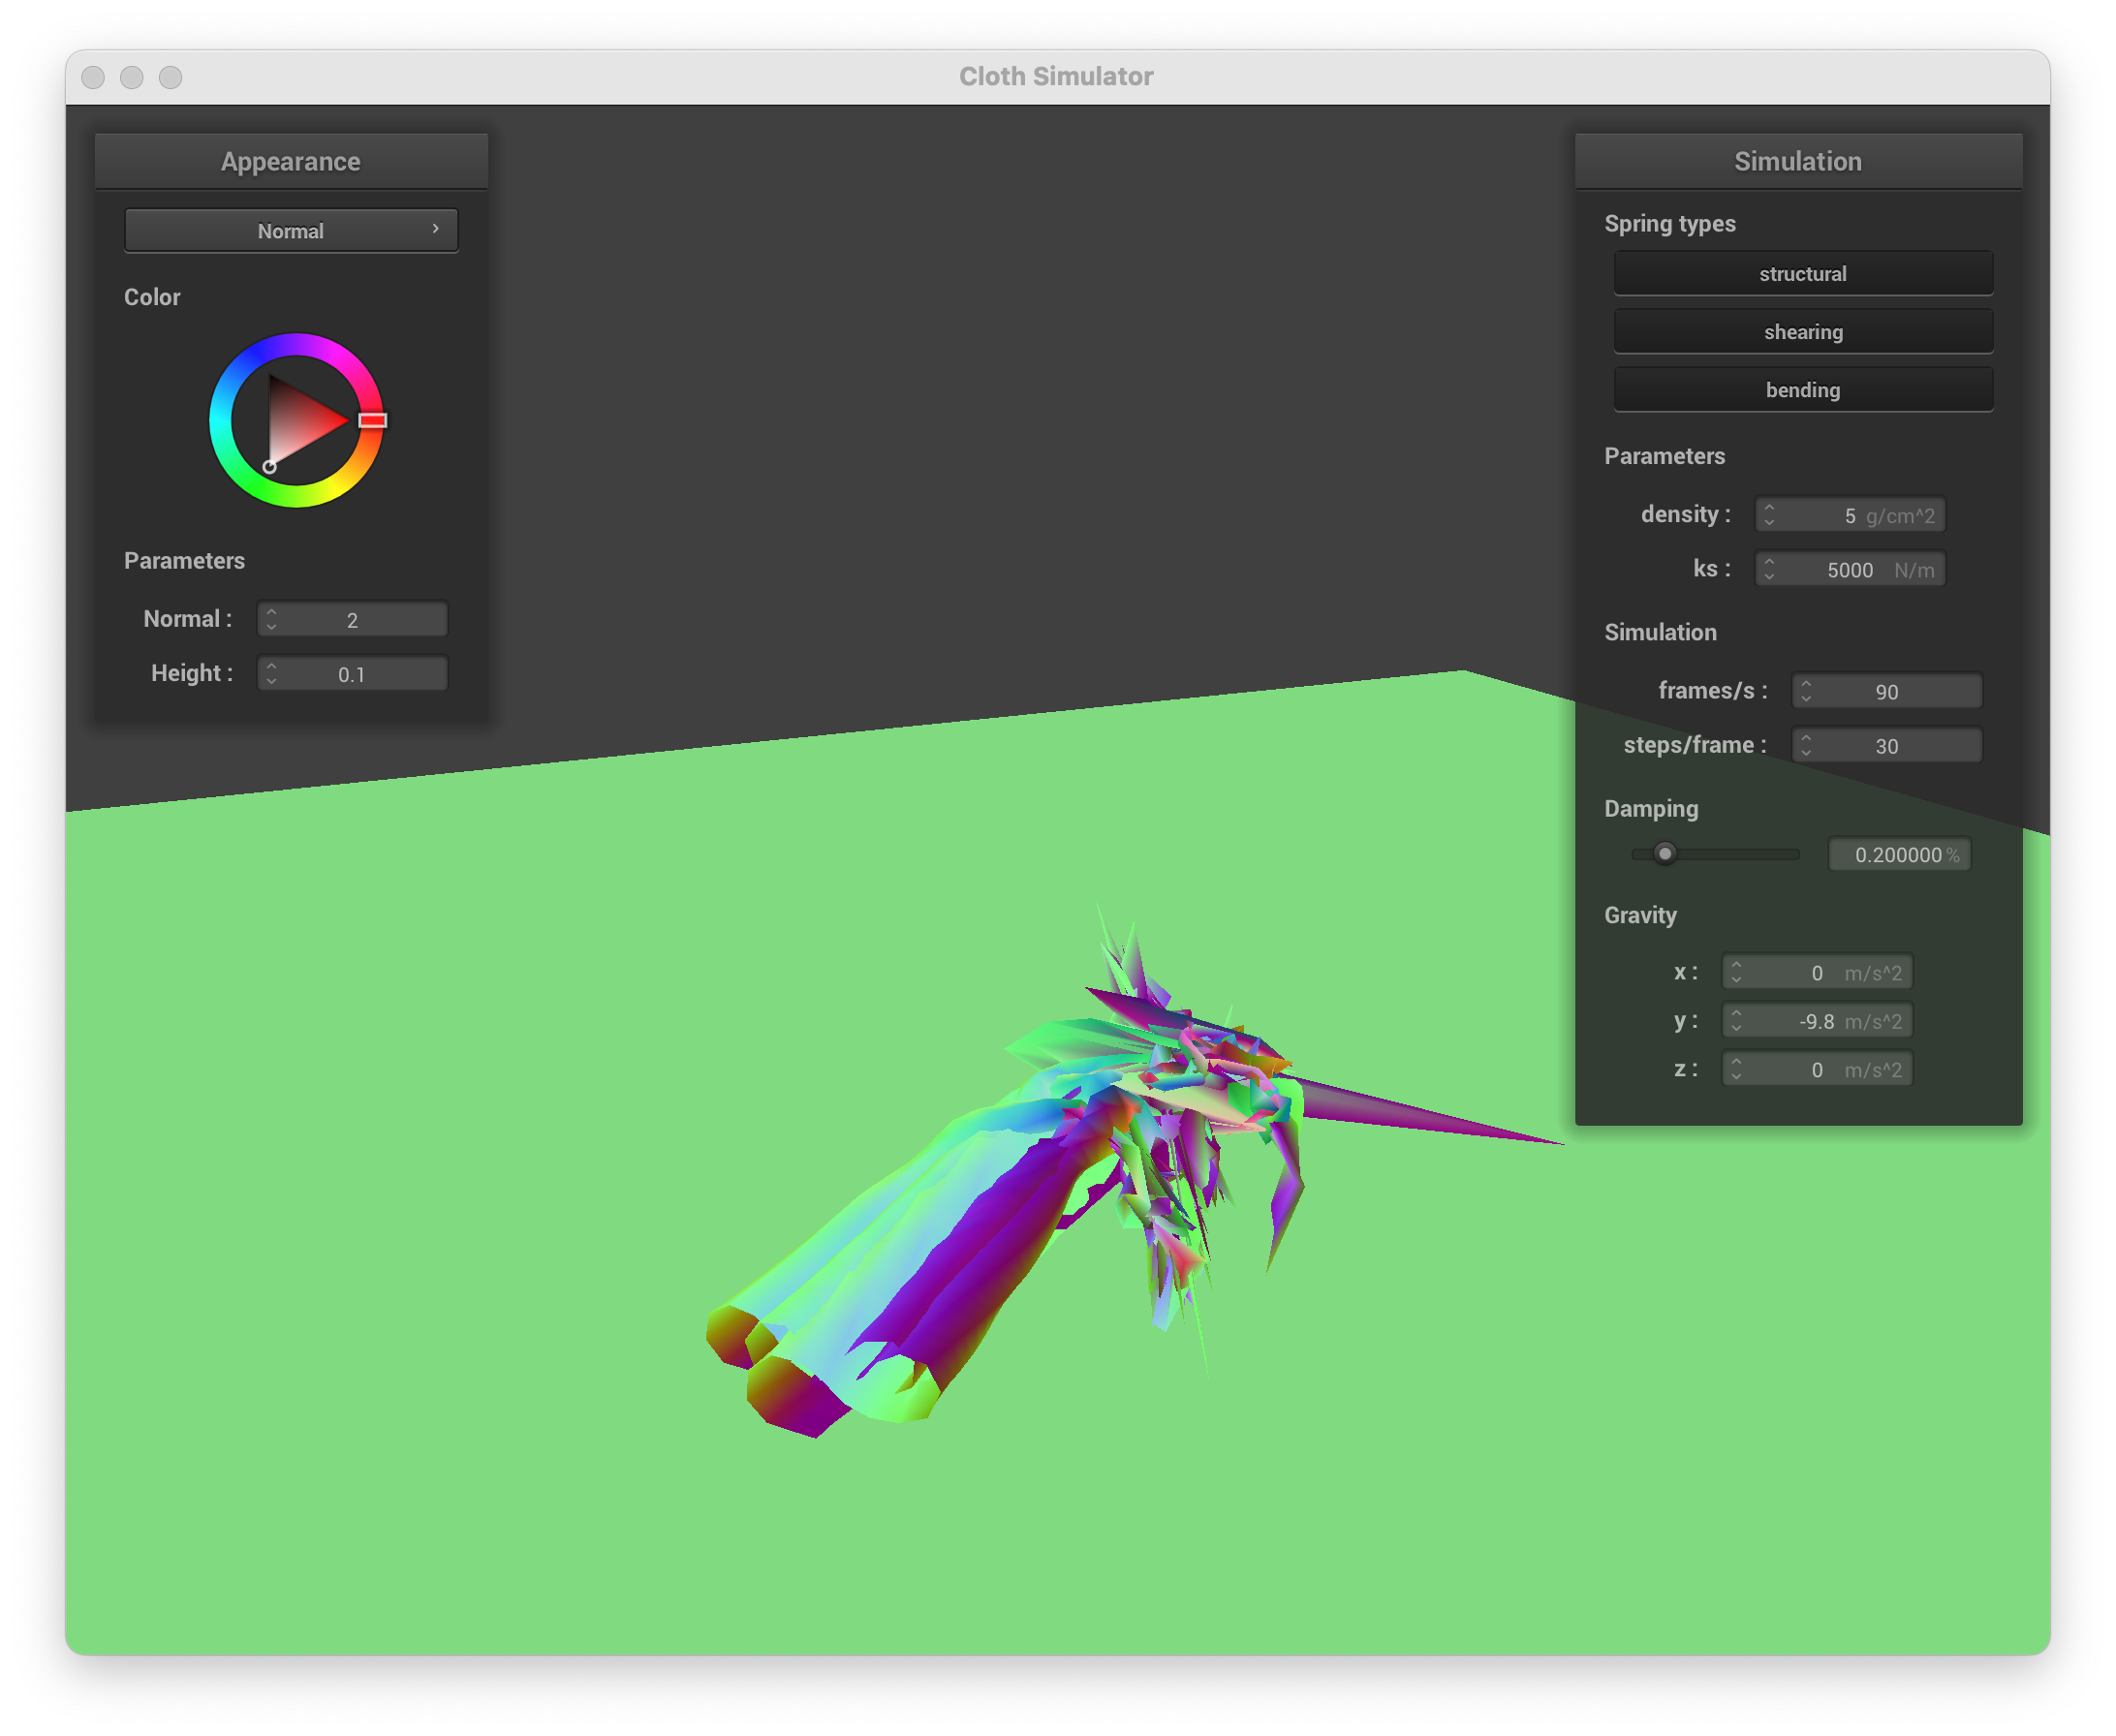 Cloth Simulator
Appearance
Normal
Color
Parameters
Normal : 2
Height : 0.1
Simulation
Spring types
structural
shearing
bending
Parameters
density : 5 g/cm^2
ks : 5000 N/m
Simulation
frames/s : 90
steps/frame : 30
Damping
0.200000 %
Gravity
x : 0 m/s^2
y : -9.8 m/s^2
z : 0 m/s^2